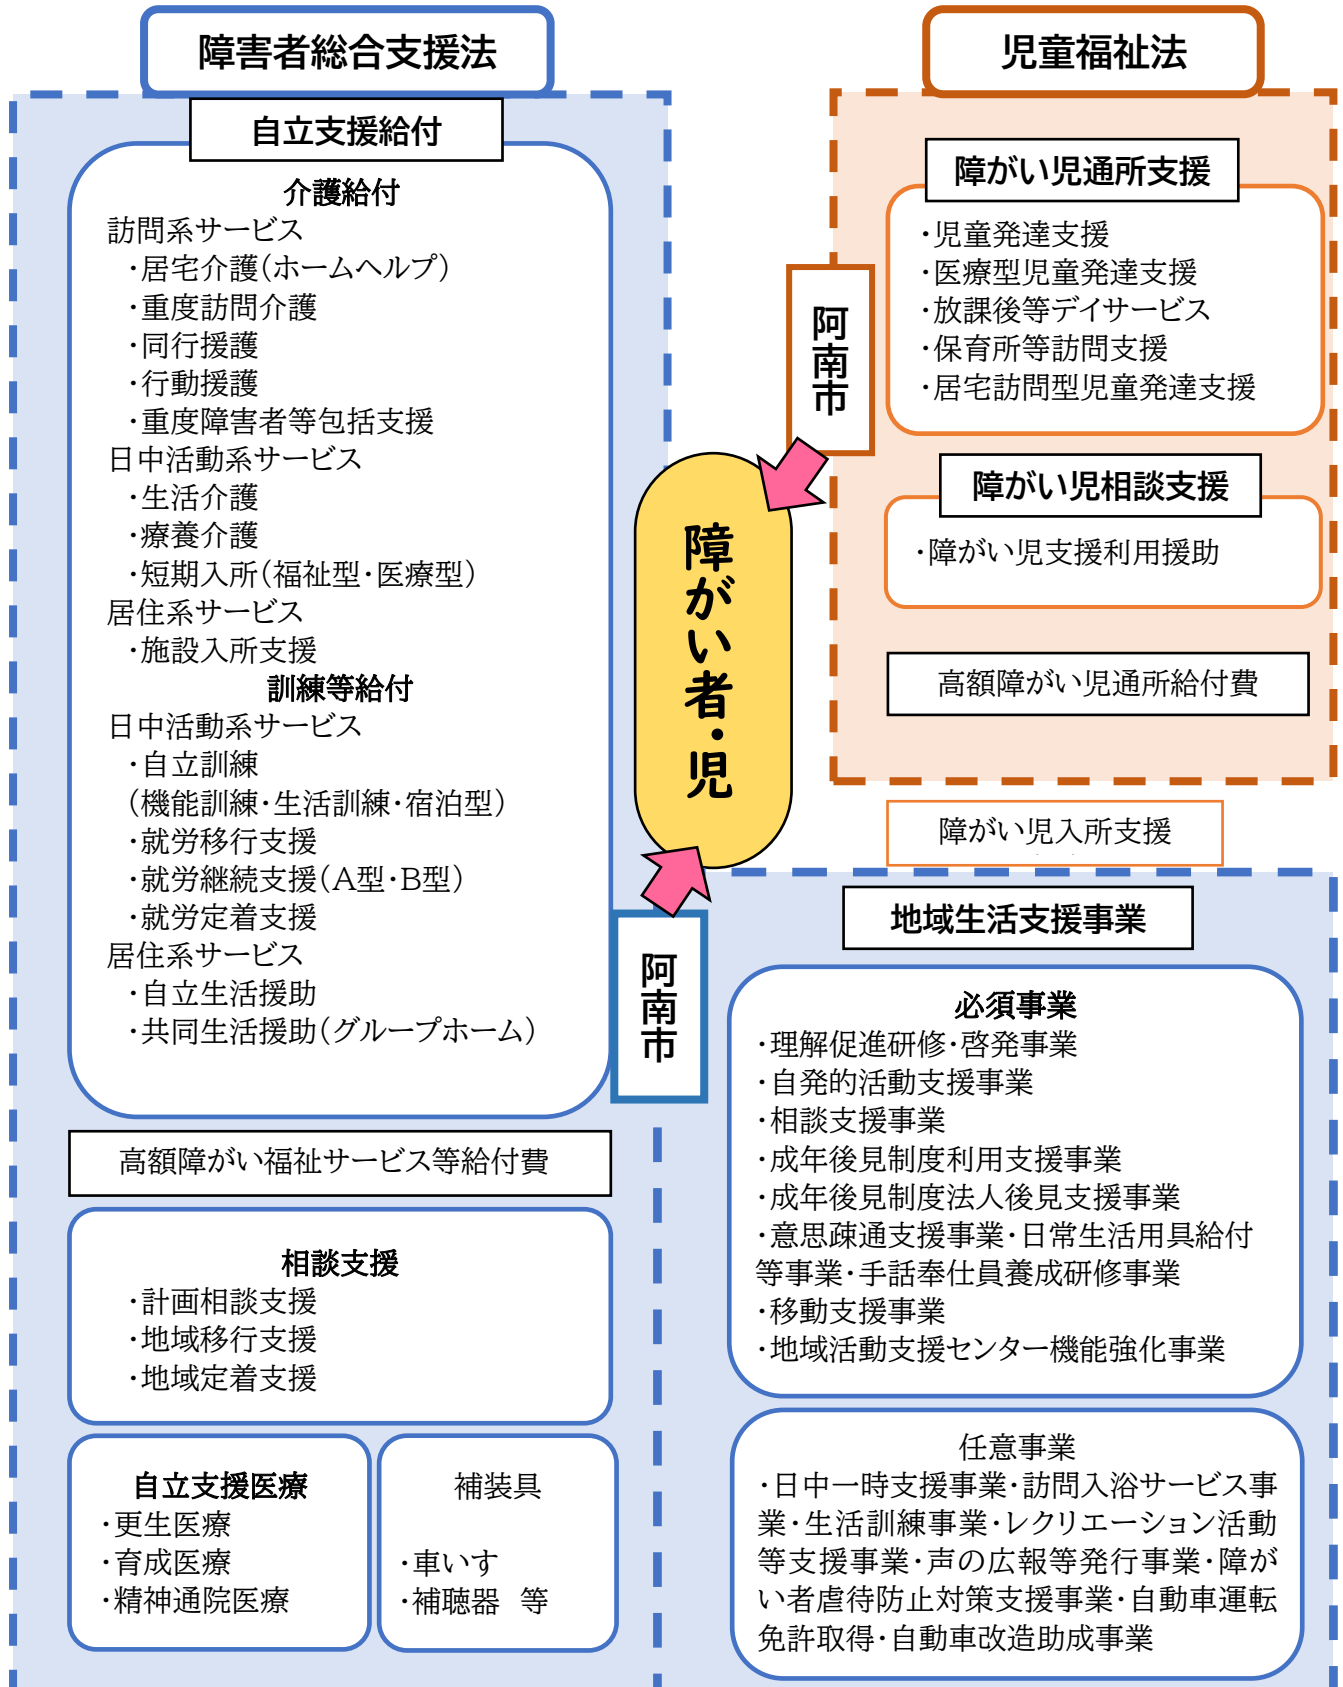 障害者総合支援法
自立支援給付
介護給付
訪問系サービス
・居宅介護(ホームヘルプ)
・重度訪問介護
・同行援護
・行動援護
・重度障害者等包括支援
日中活動系サービス
・生活介護
・療養介護
・短期入所(福祉型・医療型)
居住系サービス
・施設入所支援
訓練等給付
日中活動系サービス
・自立訓練
(機能訓練・生活訓練・宿泊型)
・就労移行支援
・就労継続支援(A型・B型)
・就労定着支援
居住系サービス
・自立生活援助
・共同生活援助(グループホーム)
高額障がい福祉サービス等給付費
相談支援
・計画相談支援
・地域移行支援
・地域定着支援
自立支援医療
・更生医療
・育成医療
・精神通院医療
補装具
・車いす
・補聴器 等
阿南市
障がい者・児
阿南市
児童福祉法
障がい児通所支援
・児童発達支援
・医療型児童発達支援
・放課後等デイサービス
・保育所等訪問支援
・居宅訪問型児童発達支援
障がい児相談支援
・障がい児支援利用援助
高額障がい児通所給付費
障がい児入所支援
地域生活支援事業
必須事業
・理解促進研修・啓発事業
・自発的活動支援事業
・相談支援事業
・成年後見制度利用支援事業
・成年後見制度法人後見支援事業
・意思疎通支援事業・日常生活用具給付
等事業・手話奉仕員養成研修事業
・移動支援事業
・地域活動支援センター機能強化事業
任意事業
・日中一時支援事業・訪問入浴サービス事
業・生活訓練事業・レクリエーション活動
等支援事業・声の広報等発行事業・障が
い者虐待防止対策支援事業・自動車運転
免許取得・自動車改造助成事業